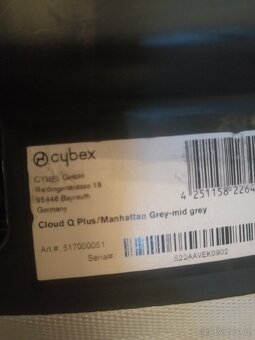 cybex
GmbH
Riedingerstrasse 18
95448 Bayreuth
Germany
4 251158 2264
Cloud Q Plus/Manhattan Grey-mid grey
Art.#: 517000051
Serial#:
S22AAVEK0902